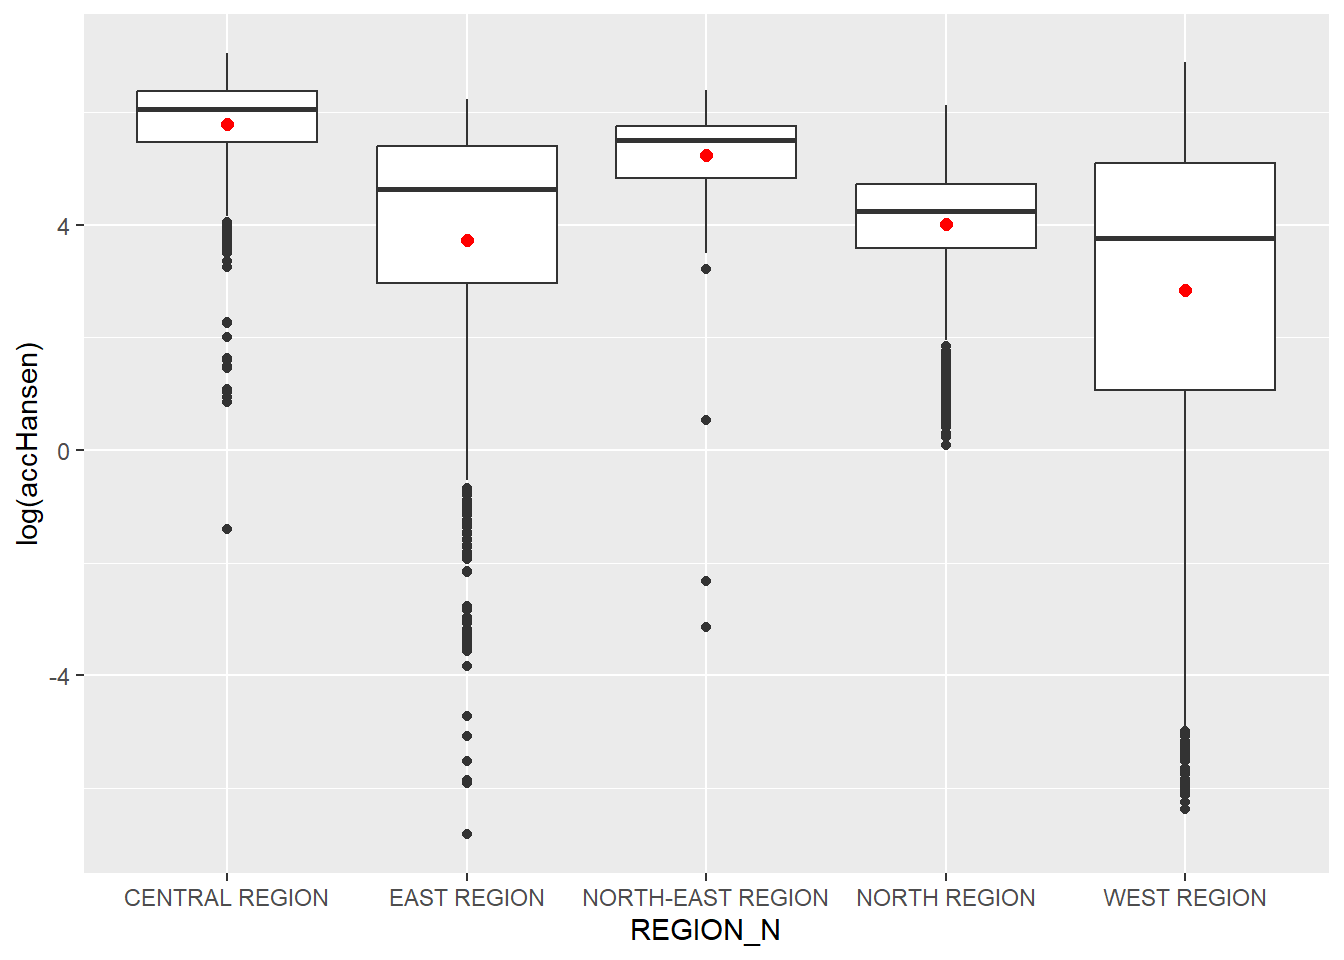 log(accHansen)
4
0
-4
CENTRAL REGION
EAST REGION
NORTH-EAST REGION
NORTH REGION
WEST REGION
REGION_N